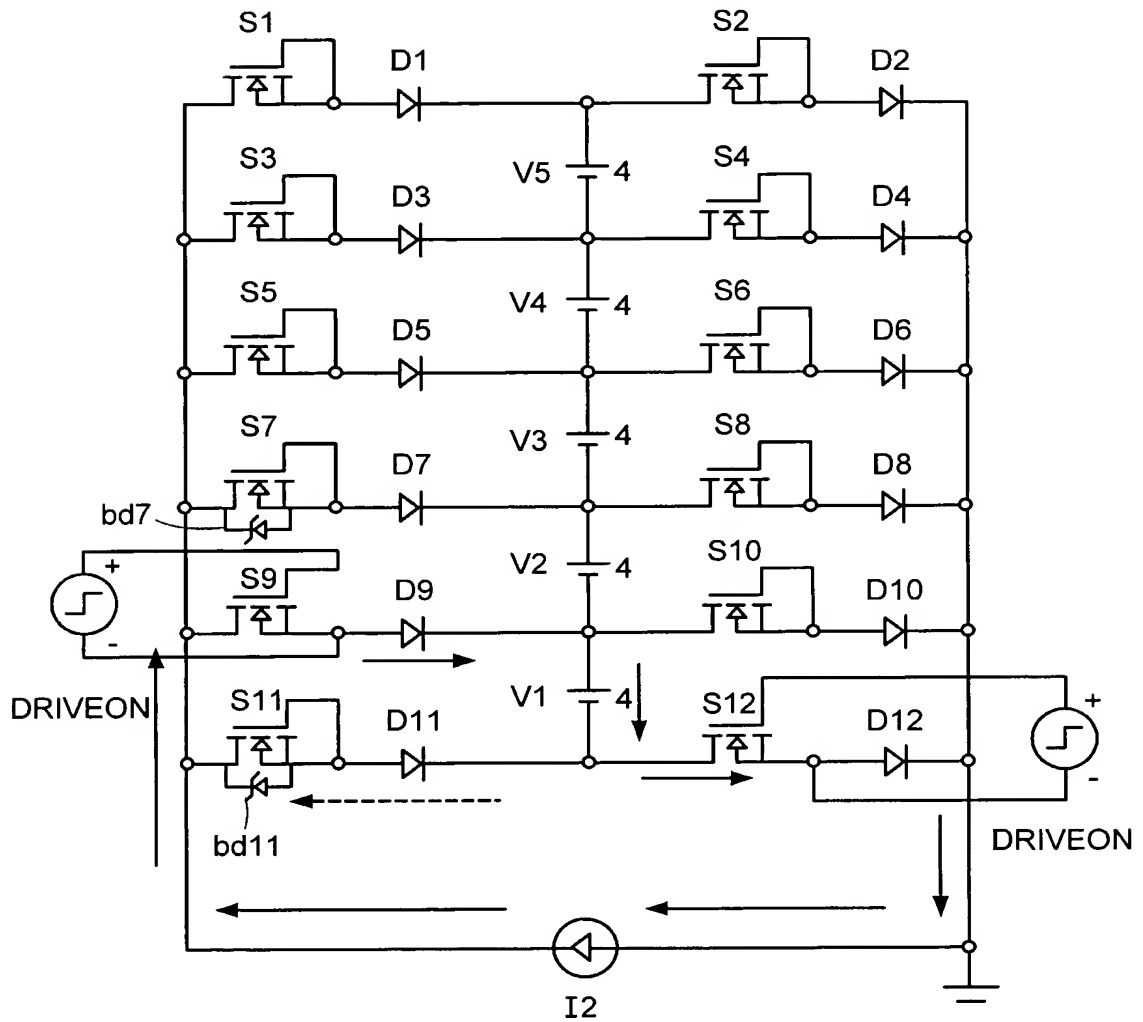 S1 S2
D1 D2
S3 V5 4 S4
D3 D4
S5 V4 4 S6
D5 D6
S7 V3 4 S8
D7 D8
bd7
+ V2 4 S10
S9 D9 D10
-
DRIVEON S11 V1 4 S12 +
D11 D12
-
bd11 DRIVEON
I2